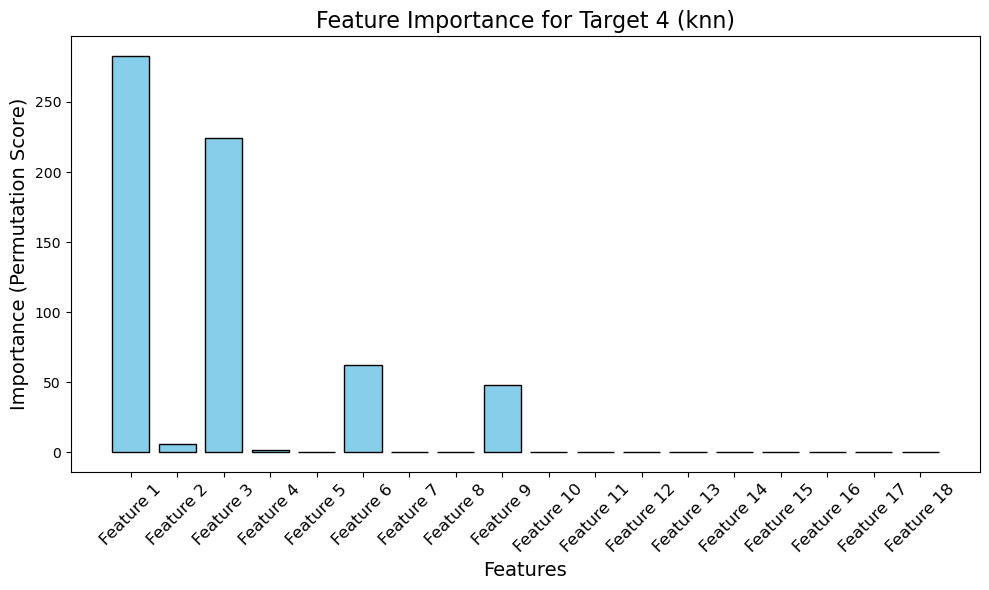 Feature Importance for Target 4 (knn)
Importance (Permutation Score)
250
200
150
100
50
0
Feature 1
Feature 2
Feature 3
Feature 4
Feature 5
Feature 6
Feature 7
Feature 8
Feature 9
Feature 10
Feature 11
Feature 12
Feature 13
Feature 14
Feature 15
Feature 16
Feature 17
Feature 18
Features